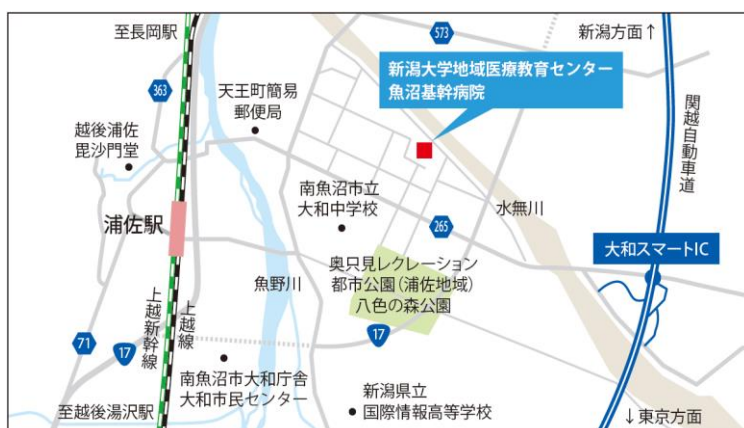 至長岡駅
573
新潟方面↑
新潟大学地域医療教育センター
魚沼基幹病院
363
天王町簡易
郵便局
関越自動車道
越後浦佐
毘沙門堂
南魚沼市立
大和中学校
水無川
浦佐駅
265
大和スマートIC
魚野川
奥只見レクレーション
都市公園(浦佐地域)
八色の森公園
上越新幹線
上越線
71
17
17
南魚沼市大和庁舎
大和市民センター
新潟県立
国際情報高等学校
至越後湯沢駅
↓東京方面